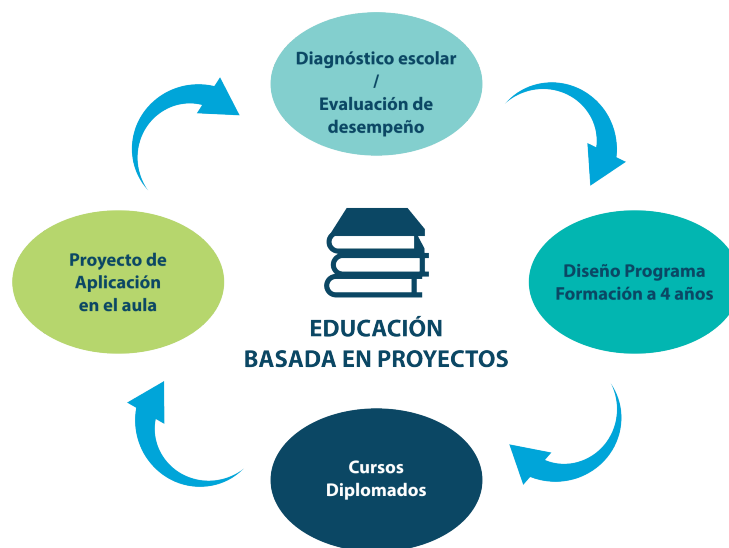 Diagnóstico escolar
/
Evaluación de
desempeño
Diseño Programa
Formación a 4 años
Cursos
Diplomados
Proyecto de
Aplicación
en el aula
EDUCACIÓN
BASADA EN PROYECTOS